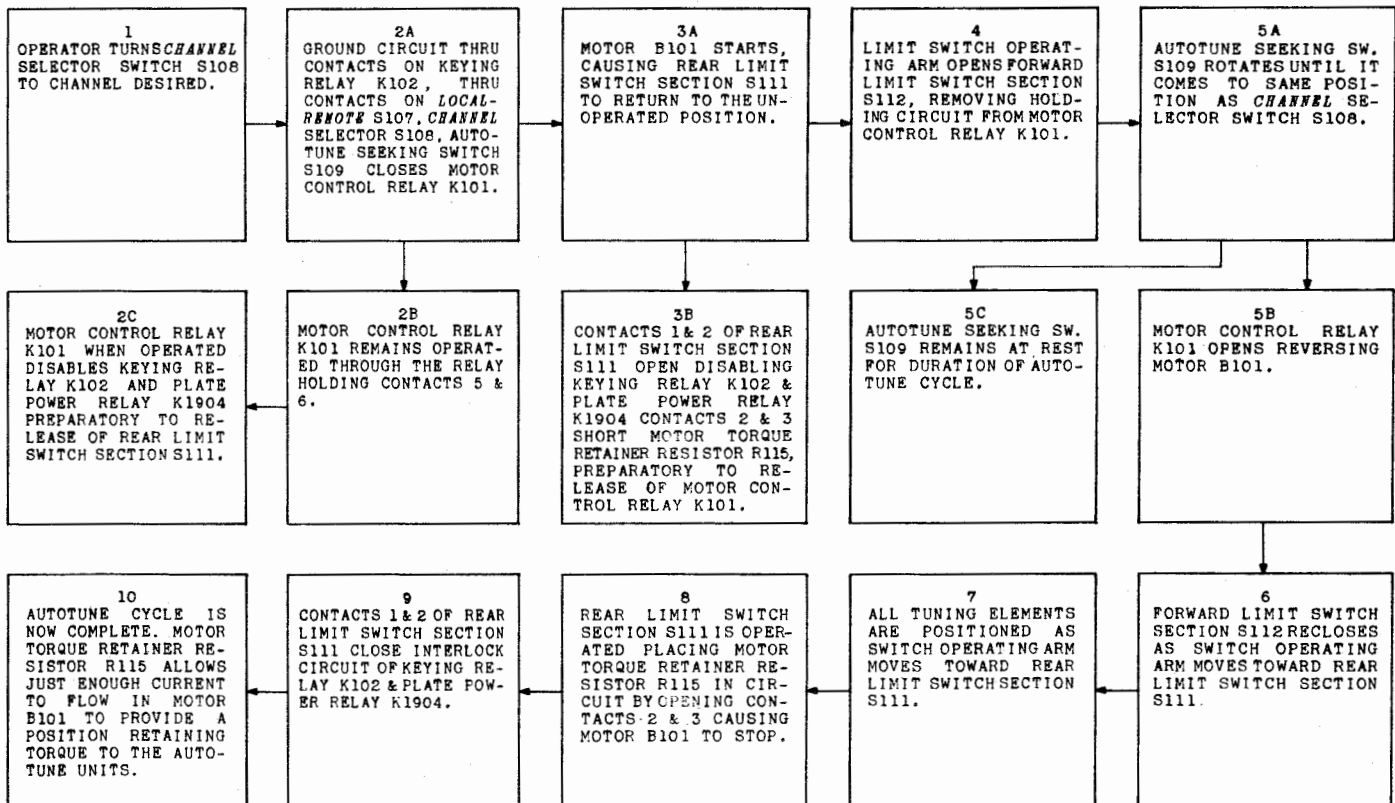 1
OPERATOR TURNS CHANNEL
SELECTOR SWITCH S108
TO CHANNEL DESIRED.
2A
GROUND CIRCUIT THRU
CONTACTS ON KEYING
RELAY K102, THRU
CONTACTS ON LOCAL-
REMOTE S107, CHANNEL
SELECTOR S108, AUTO-
TUNE SEEKING SWITCH
S109 CLOSES MOTOR
CONTROL RELAY K101.
3A
MOTOR B101 STARTS,
CAUSING REAR LIMIT
SWITCH SECTION S111
TO RETURN TO THE UN-
OPERATED POSITION.
4
LIMIT SWITCH OPERAT-
ING ARM OPENS FORWARD
LIMIT SWITCH SECTION
S112, REMOVING HOLD-
ING CIRCUIT FROM MOTOR
CONTROL RELAY K101.
5A
AUTOTUNE SEEKING SW.
S109 ROTATES UNTIL IT
COMES TO SAME POSI-
TION AS CHANNEL SE-
LECTOR SWITCH S108.
2C
MOTOR CONTROL RELAY
K101 WHEN OPERATED
DISABLES KEYING RE-
LAY K102 AND PLATE
POWER RELAY K1904
PREPARATORY TO RE-
LEASE OF REAR LIMIT
SWITCH SECTION S111.
2B
MOTOR CONTROL RELAY
K101 REMAINS OPERAT-
ED THROUGH THE RELAY
HOLDING CONTACTS 5 &
6.
3B
CONTACTS 1 & 2 OF REAR
LIMIT SWITCH SECTION
S111 OPEN DISABLING
KEYING RELAY K102 &
PLATE POWER RELAY
K1904 CONTACTS 2 & 3
SHORT MOTOR TORQUE
RETAINER RESISTOR R115,
PREPARATORY TO RE-
LEASE OF MOTOR CON-
TROL RELAY K101.
5C
AUTOTUNE SEEKING SW.
S109 REMAINS AT REST
FOR DURATION OF AUTO-
TUNE CYCLE.
5B
MOTOR CONTROL RELAY
K101 OPENS REVERSING
MOTOR B101.
10
AUTOTUNE CYCLE IS
NOW COMPLETE. MOTOR
TORQUE RETAINER RE-
SISTOR R115 ALLOWS
JUST ENOUGH CURRENT
TO FLOW IN MOTOR
B101 TO PROVIDE A
POSITION RETAINING
TORQUE TO THE AUTO-
TUNE UNITS.
9
CONTACTS 1 & 2 OF REAR
LIMIT SWITCH SECTION
S111 CLOSE INTERLOCK
CIRCUIT OF KEYING RE-
LAY K102 & PLATE POW-
ER RELAY K1904.
8
REAR LIMIT SWITCH
SECTION S111 IS OPER-
ATED PLACING MOTOR
TORQUE RETAINER RE-
SISTOR R115 IN CIR-
CUIT BY OPENING CON-
TACTS 2 & 3 CAUSING
MOTOR B101 TO STOP.
7
ALL TUNING ELEMENTS
ARE POSITIONED AS
SWITCH OPERATING ARM
MOVES TOWARD REAR
LIMIT SWITCH SECTION
S111.
6
FORWARD LIMIT SWITCH
SECTION S112 RECLOSES
AS SWITCH OPERATING
ARM MOVES TOWARD REAR
LIMIT SWITCH SECTION
S111.